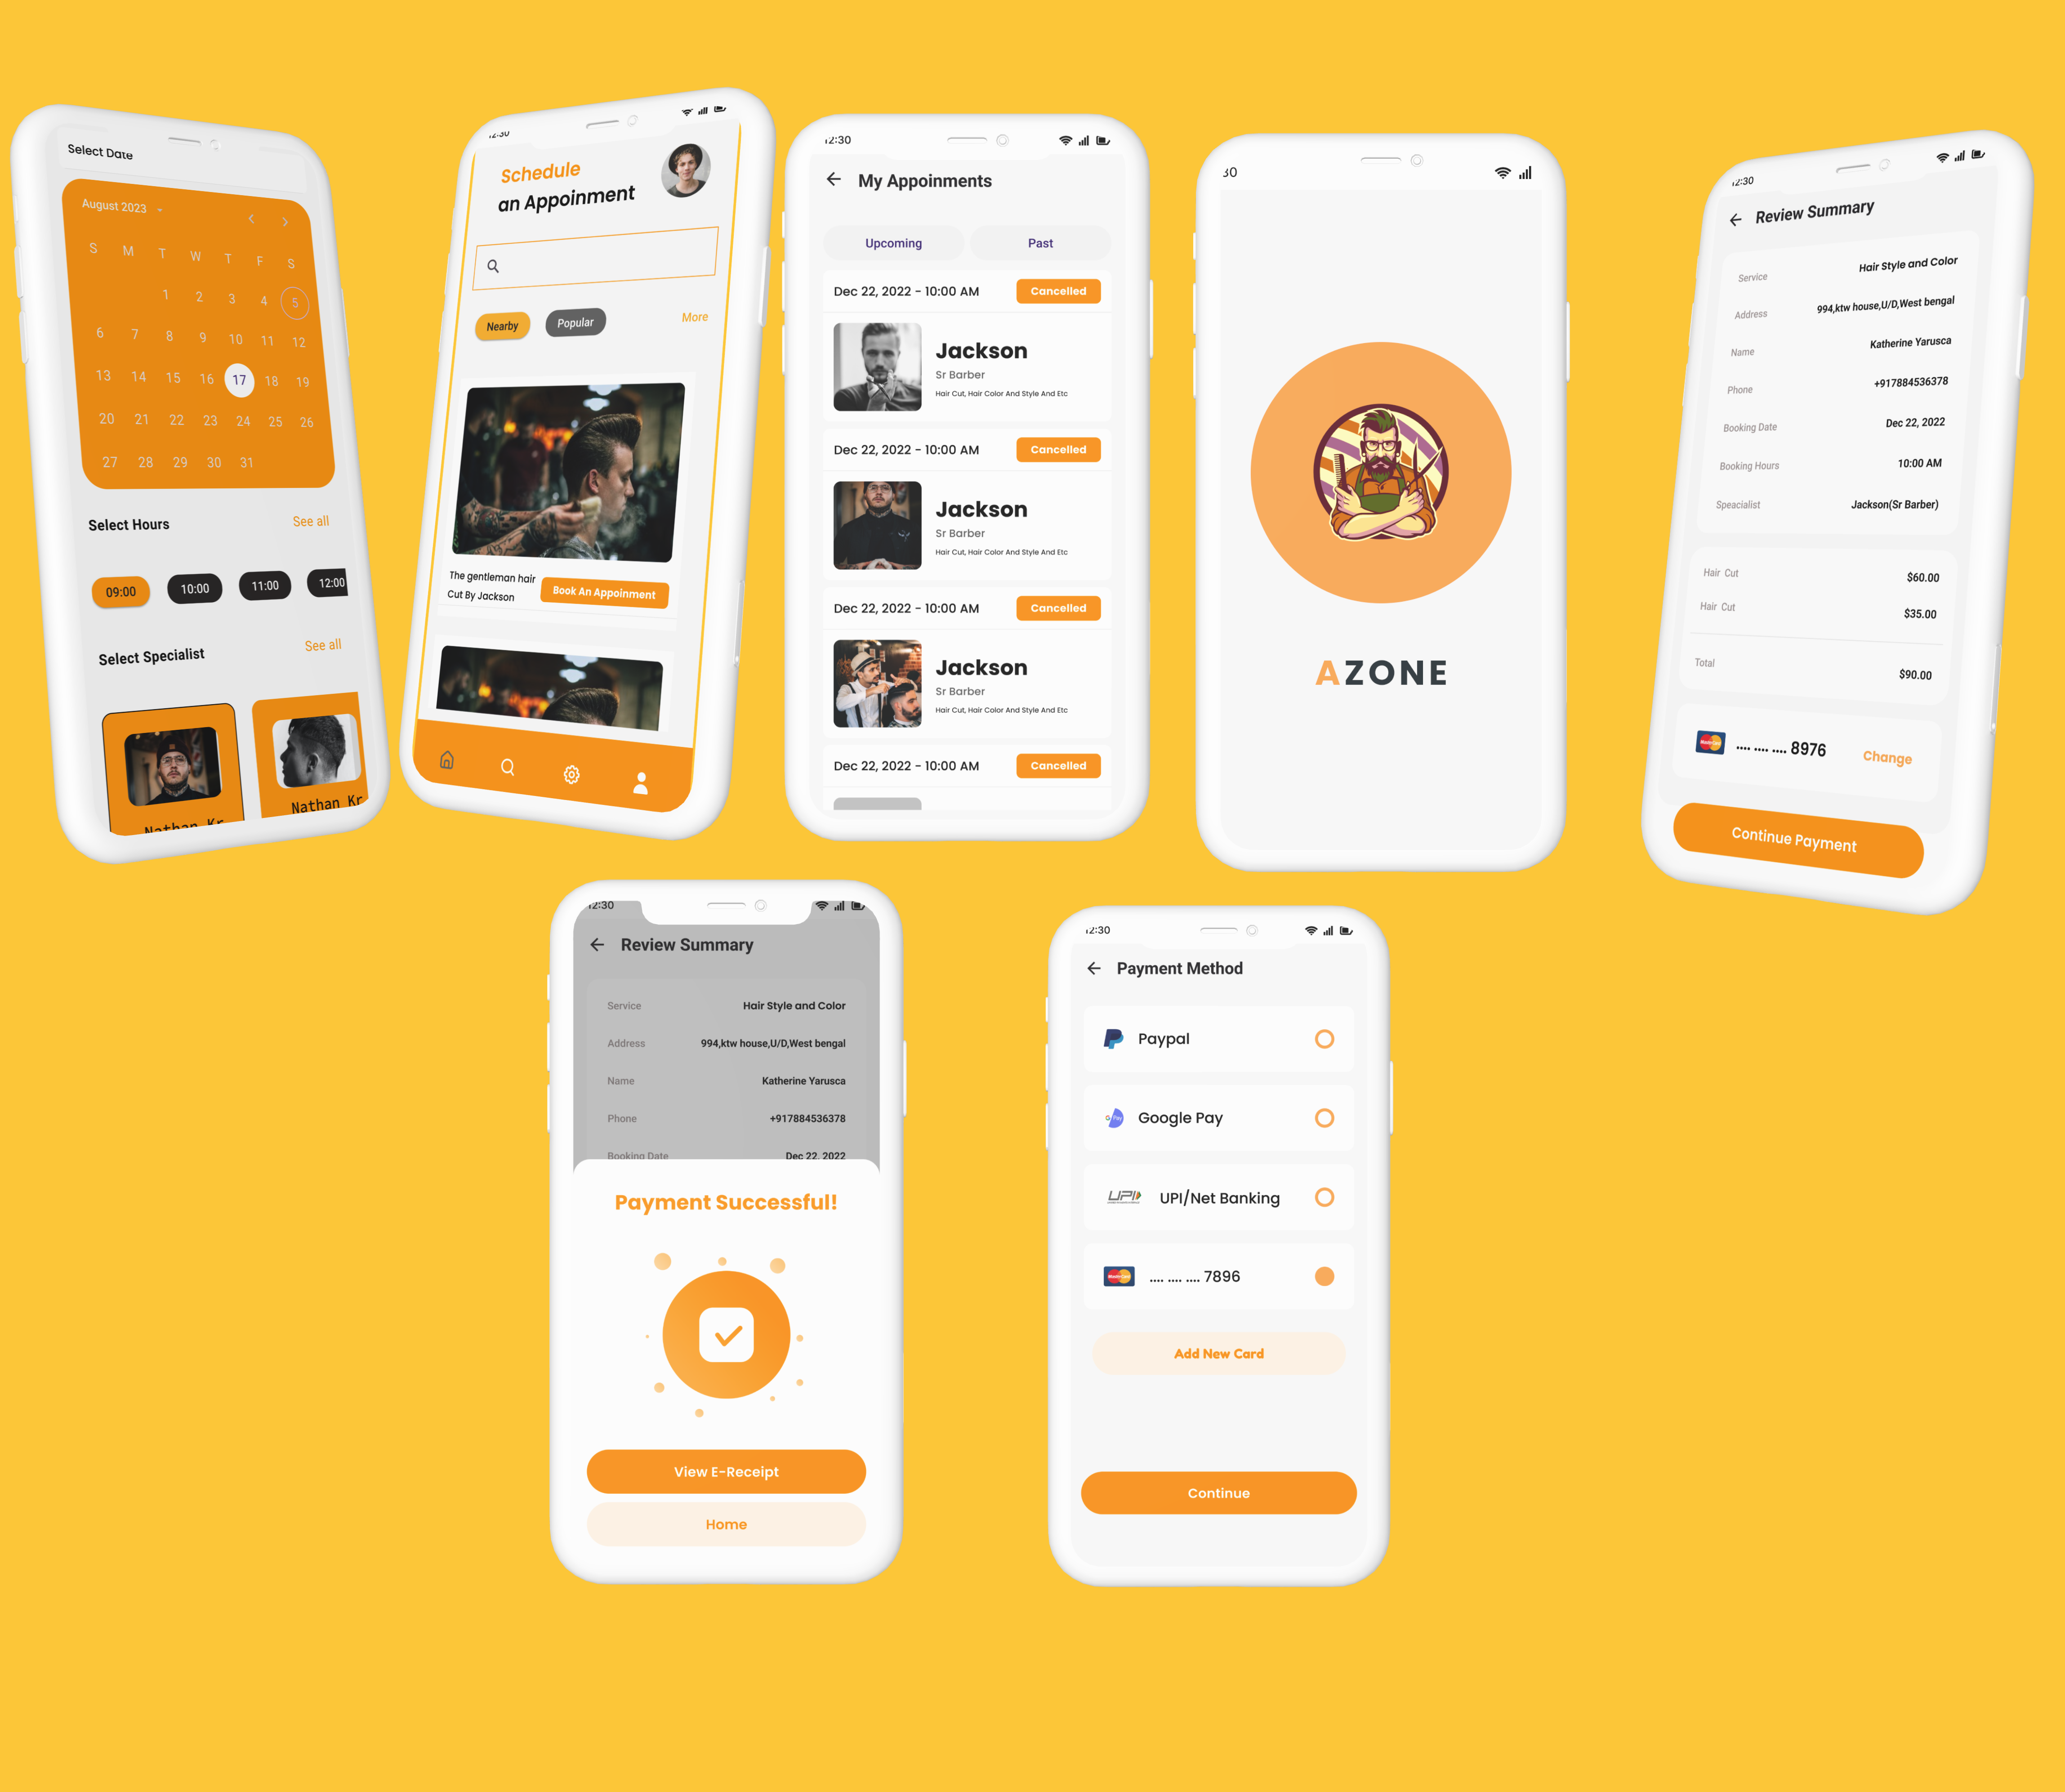 Select Date
August 2023
S M T W T F S
1 2 3 4 5
6 7 8 9 10 11 12
13 14 15 16 17 18 19
20 21 22 23 24 25 26
27 28 29 30 31
Select Hours See all
09:00 10:00 11:00 12:00
Select Specialist See all
Nathan Kr
Nathan Kr
12:30
Schedule
an Appoinment
Nearby Popular More
The gentleman hair
Cut By Jackson
Book An Appoinment
12:30
My Appoinments
Upcoming Past
Dec 22, 2022 - 10:00 AM Cancelled
Jackson
Sr Barber
Hair Cut, Hair Color And Style And Etc
Dec 22, 2022 - 10:00 AM Cancelled
Jackson
Sr Barber
Hair Cut, Hair Color And Style And Etc
Dec 22, 2022 - 10:00 AM Cancelled
Jackson
Sr Barber
Hair Cut, Hair Color And Style And Etc
Dec 22, 2022 - 10:00 AM Cancelled
30
AZONE
12:30
Review Summary
Service Hair Style and Color
Address 994,ktw house,U/D,West bengal
Name Katherine Yarusca
Phone +917884536378
Booking Date Dec 22, 2022
Booking Hours 10:00 AM
Speacialist Jackson(Sr Barber)
Hair Cut $60.00
Hair Cut $35.00
Total $90.00
MasterCard .... .... .... 8976 Change
Continue Payment
12:30
Review Summary
Service Hair Style and Color
Address 994,ktw house,U/D,West bengal
Name Katherine Yarusca
Phone +917884536378
Booking Date Dec 22, 2022
Payment Successful!
View E-Receipt
Home
12:30
Payment Method
Paypal
G Pay Google Pay
UPI UPI/Net Banking
MasterCard .... .... .... 7896
Add New Card
Continue